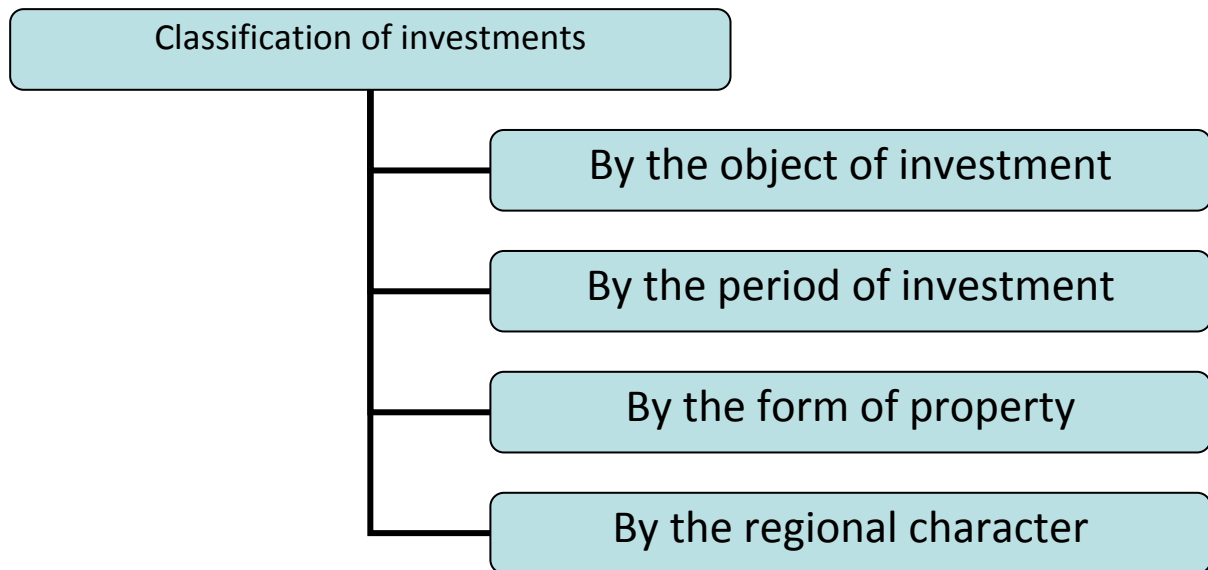 Classification of investments
By the object of investment
By the period of investment
By the form of property
By the regional character